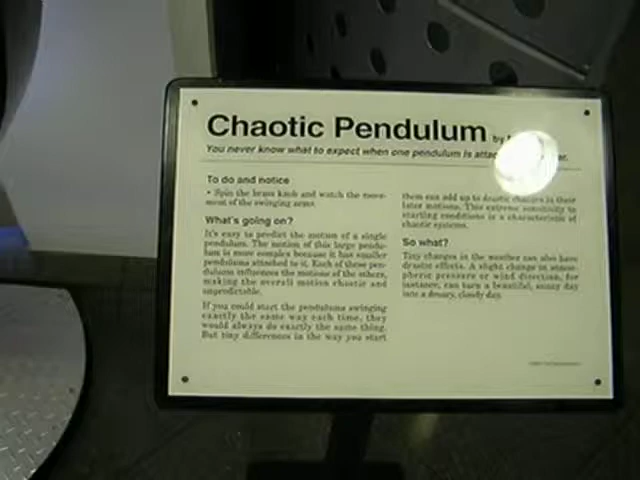 Chaotic Pendulum by
You never know what to expect when one pendulum is
To do and notice
• Spin the brass knob and watch the move-
ment of the swinging arms.
What's going on?
It's easy to predict the motion of a single
pendulum. The motion of this large pendu-
lum is more complex because it has smaller
pendulums attached to it. Each of these pen-
dulums influences the motions of the others,
making the overall motion chaotic and
unpredictable.
If you could start the pendulums swinging
exactly the same way each time, they
would always do exactly the same thing.
But tiny differences in the way you start
them can add up to drastic changes in their
later motions. This extreme sensitivity to
starting conditions is a characteristic of
chaotic systems.
So what?
Tiny changes in the weather can also have
drastic effects. A slight change in atmos-
pheric pressure or wind directions, for
instance, can turn a beautiful, sunny day
into a dreary, cloudy day.